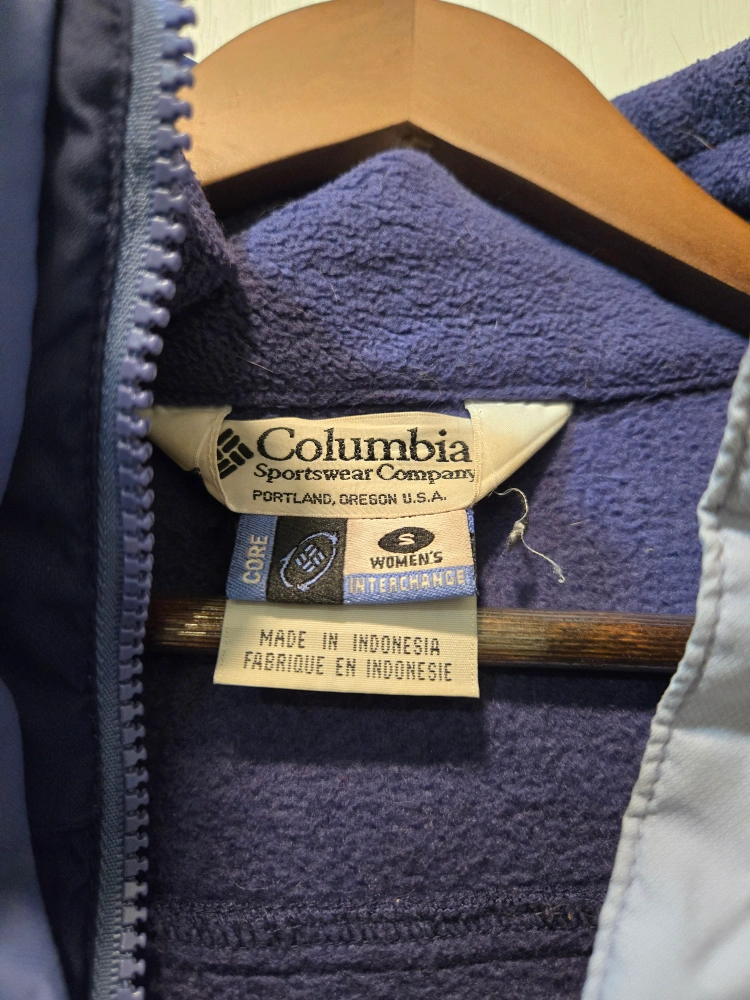 Columbia
Sportswear Company
PORTLAND, OREGON U.S.A.
CORE
S
WOMEN'S
INTERCHANGE
MADE IN INDONESIA
FABRIQUE EN INDONESIE